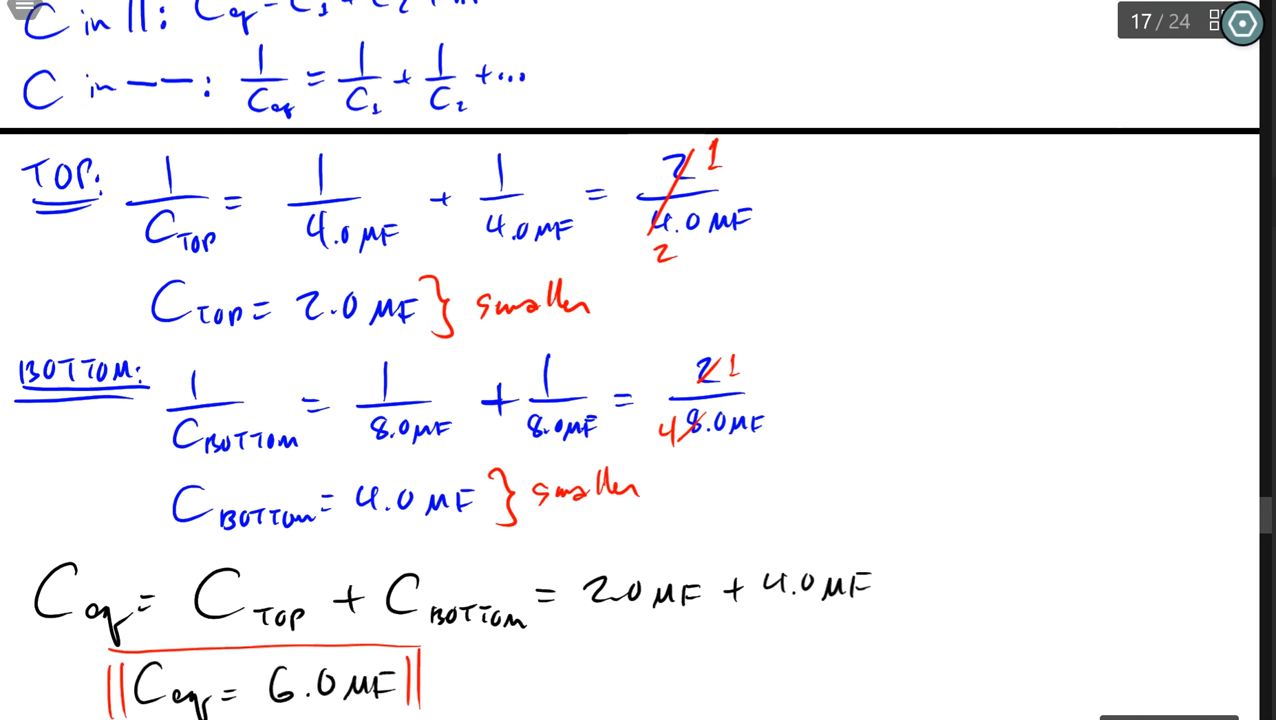 17 / 24
C in ||: Ceq = C1 + C2 + ...
C in ——: 1/Ceq = 1/C1 + 1/C2 + ...
TOP: 1/CTOP = 1/4.0 μF + 1/4.0 μF = 2/4.0 μF 1 2
CTOP = 2.0 μF } smaller
BOTTOM: 1/CBOTTOM = 1/8.0 μF + 1/8.0 μF = 2/8.0 μF 1 4
CBOTTOM = 4.0 μF } smaller
Ceq = CTOP + CBOTTOM = 2.0 μF + 4.0 μF
||Ceq = 6.0 μF||